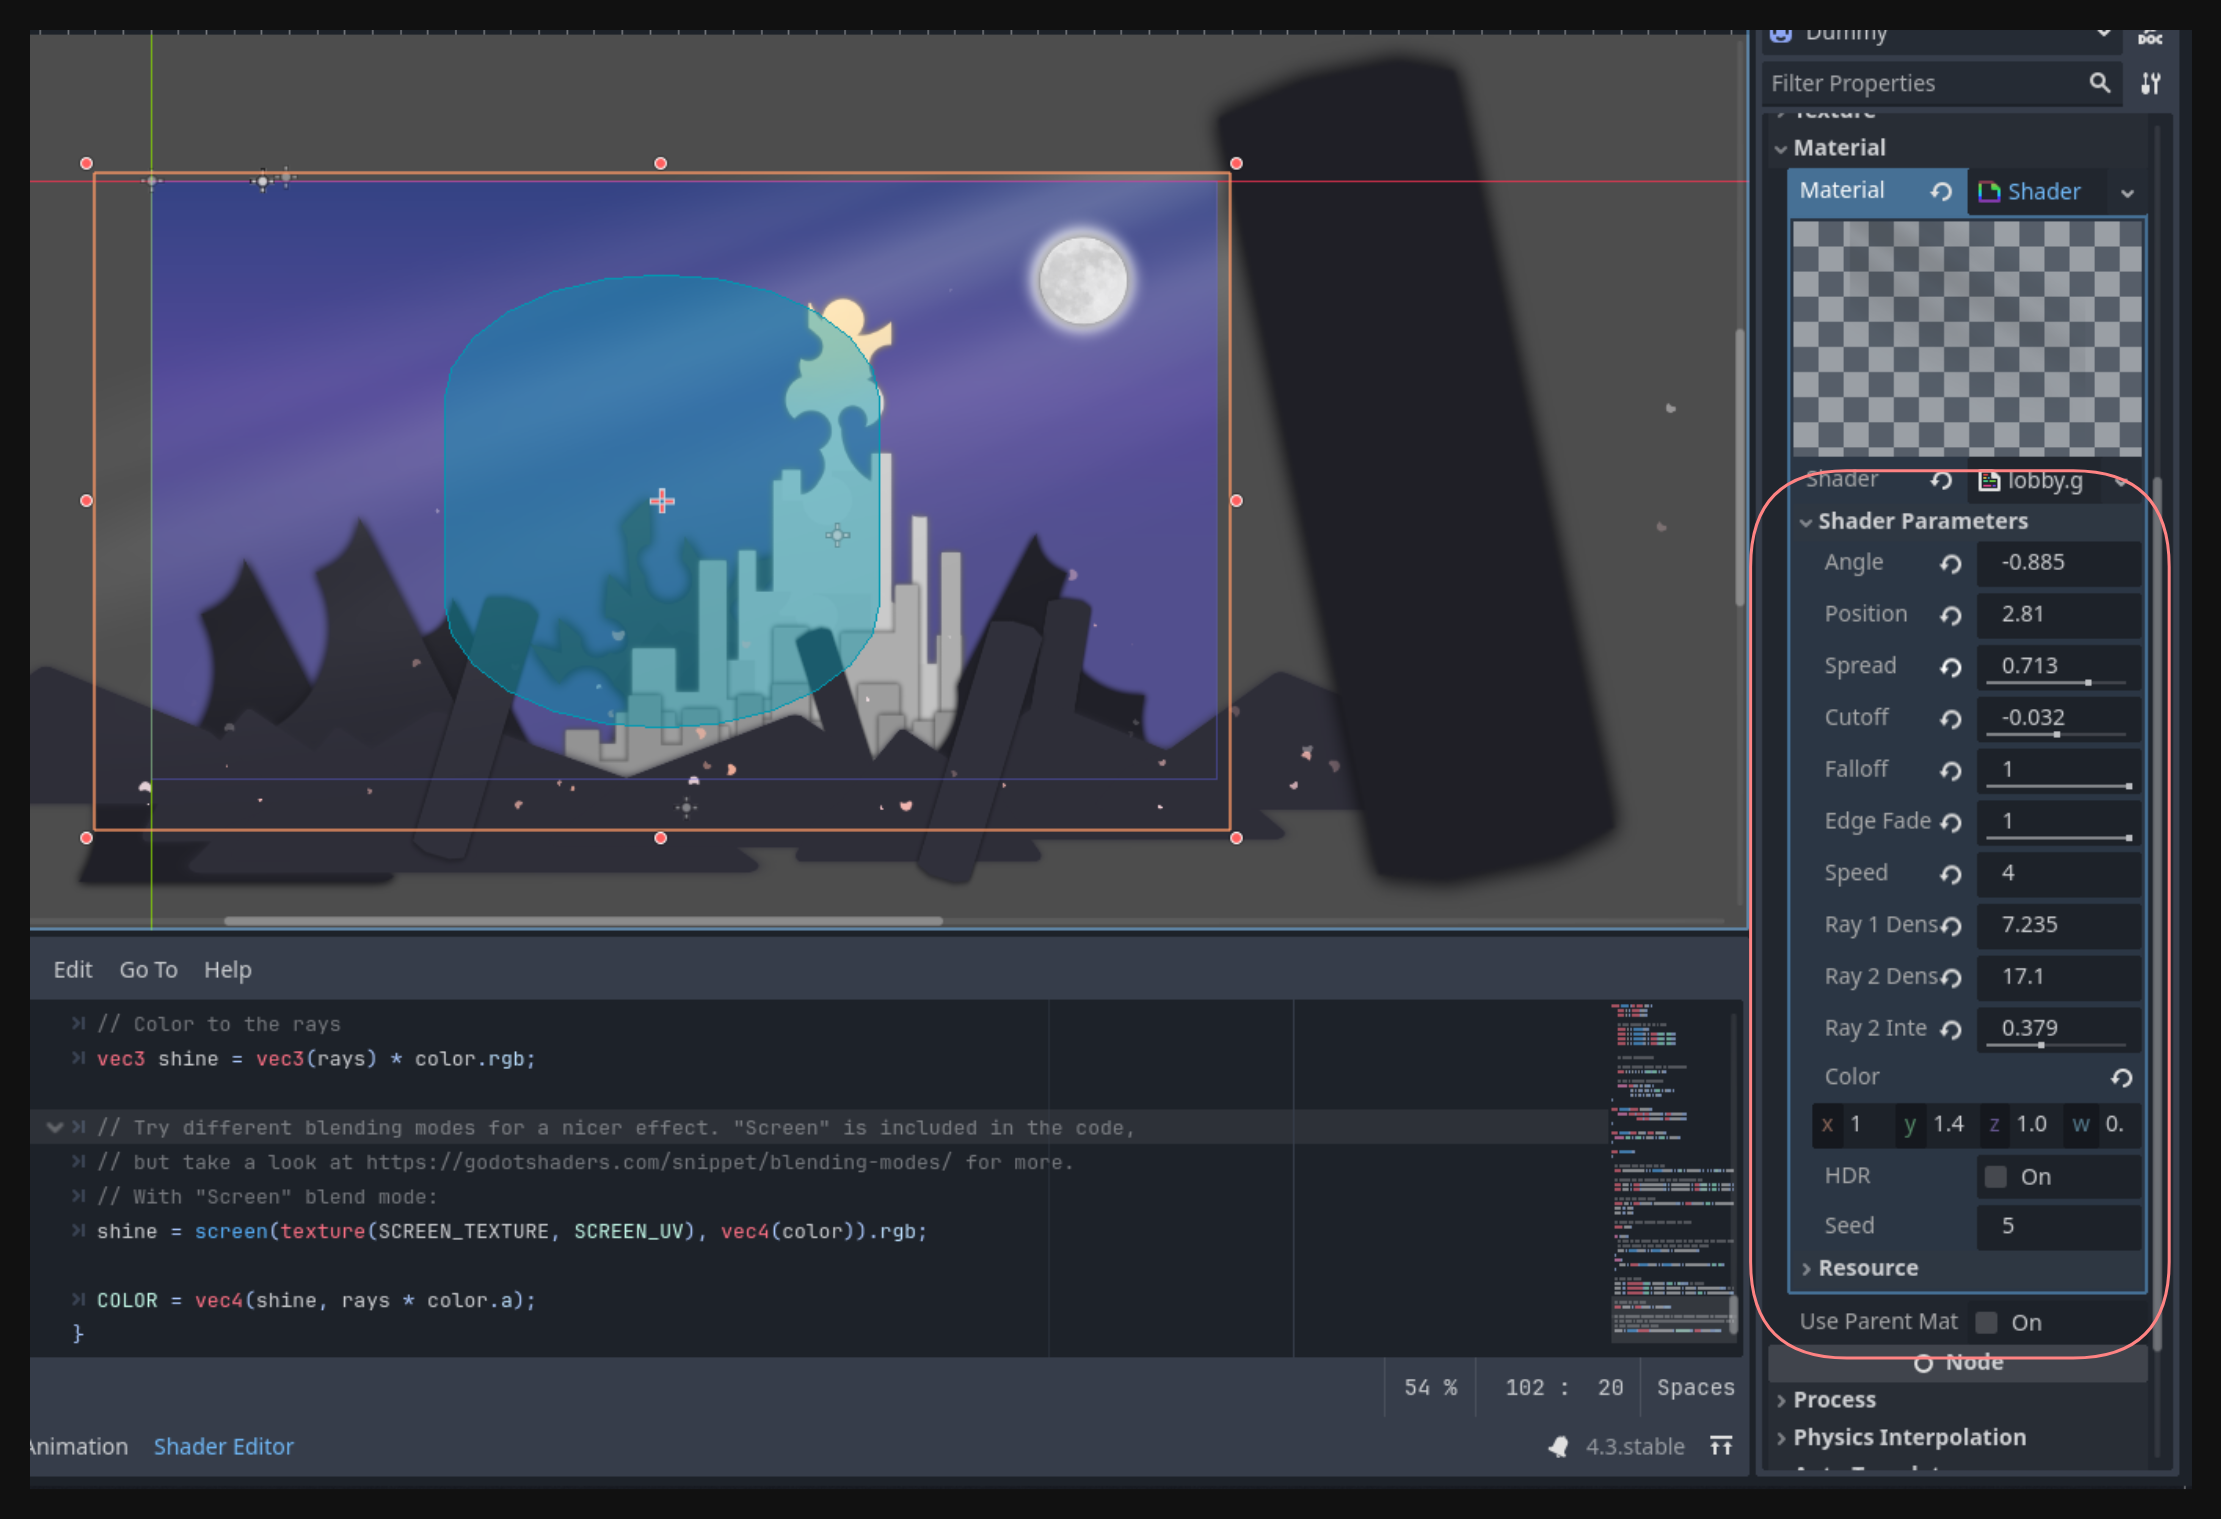 Dummy
DOC
Filter Properties
Texture
Material
Material Shader
Shader lobby.g
Shader Parameters
Angle -0.885
Position 2.81
Spread 0.713
Cutoff -0.032
Falloff 1
Edge Fade 1
Speed 4
Ray 1 Dens 7.235
Ray 2 Dens 17.1
Ray 2 Inte 0.379
Color
x 1 y 1.4 z 1.0 w 0.
HDR On
Seed 5
Resource
Use Parent Mat On
Node
Process
Physics Interpolation
Edit Go To Help
// Color to the rays
vec3 shine = vec3(rays) * color.rgb;
// Try different blending modes for a nicer effect. "Screen" is included in the code,
// but take a look at https://godotshaders.com/snippet/blending-modes/ for more.
// With "Screen" blend mode:
shine = screen(texture(SCREEN_TEXTURE, SCREEN_UV), vec4(color)).rgb;
COLOR = vec4(shine, rays * color.a);
}
54 % 102 : 20 Spaces
Animation Shader Editor 4.3.stable